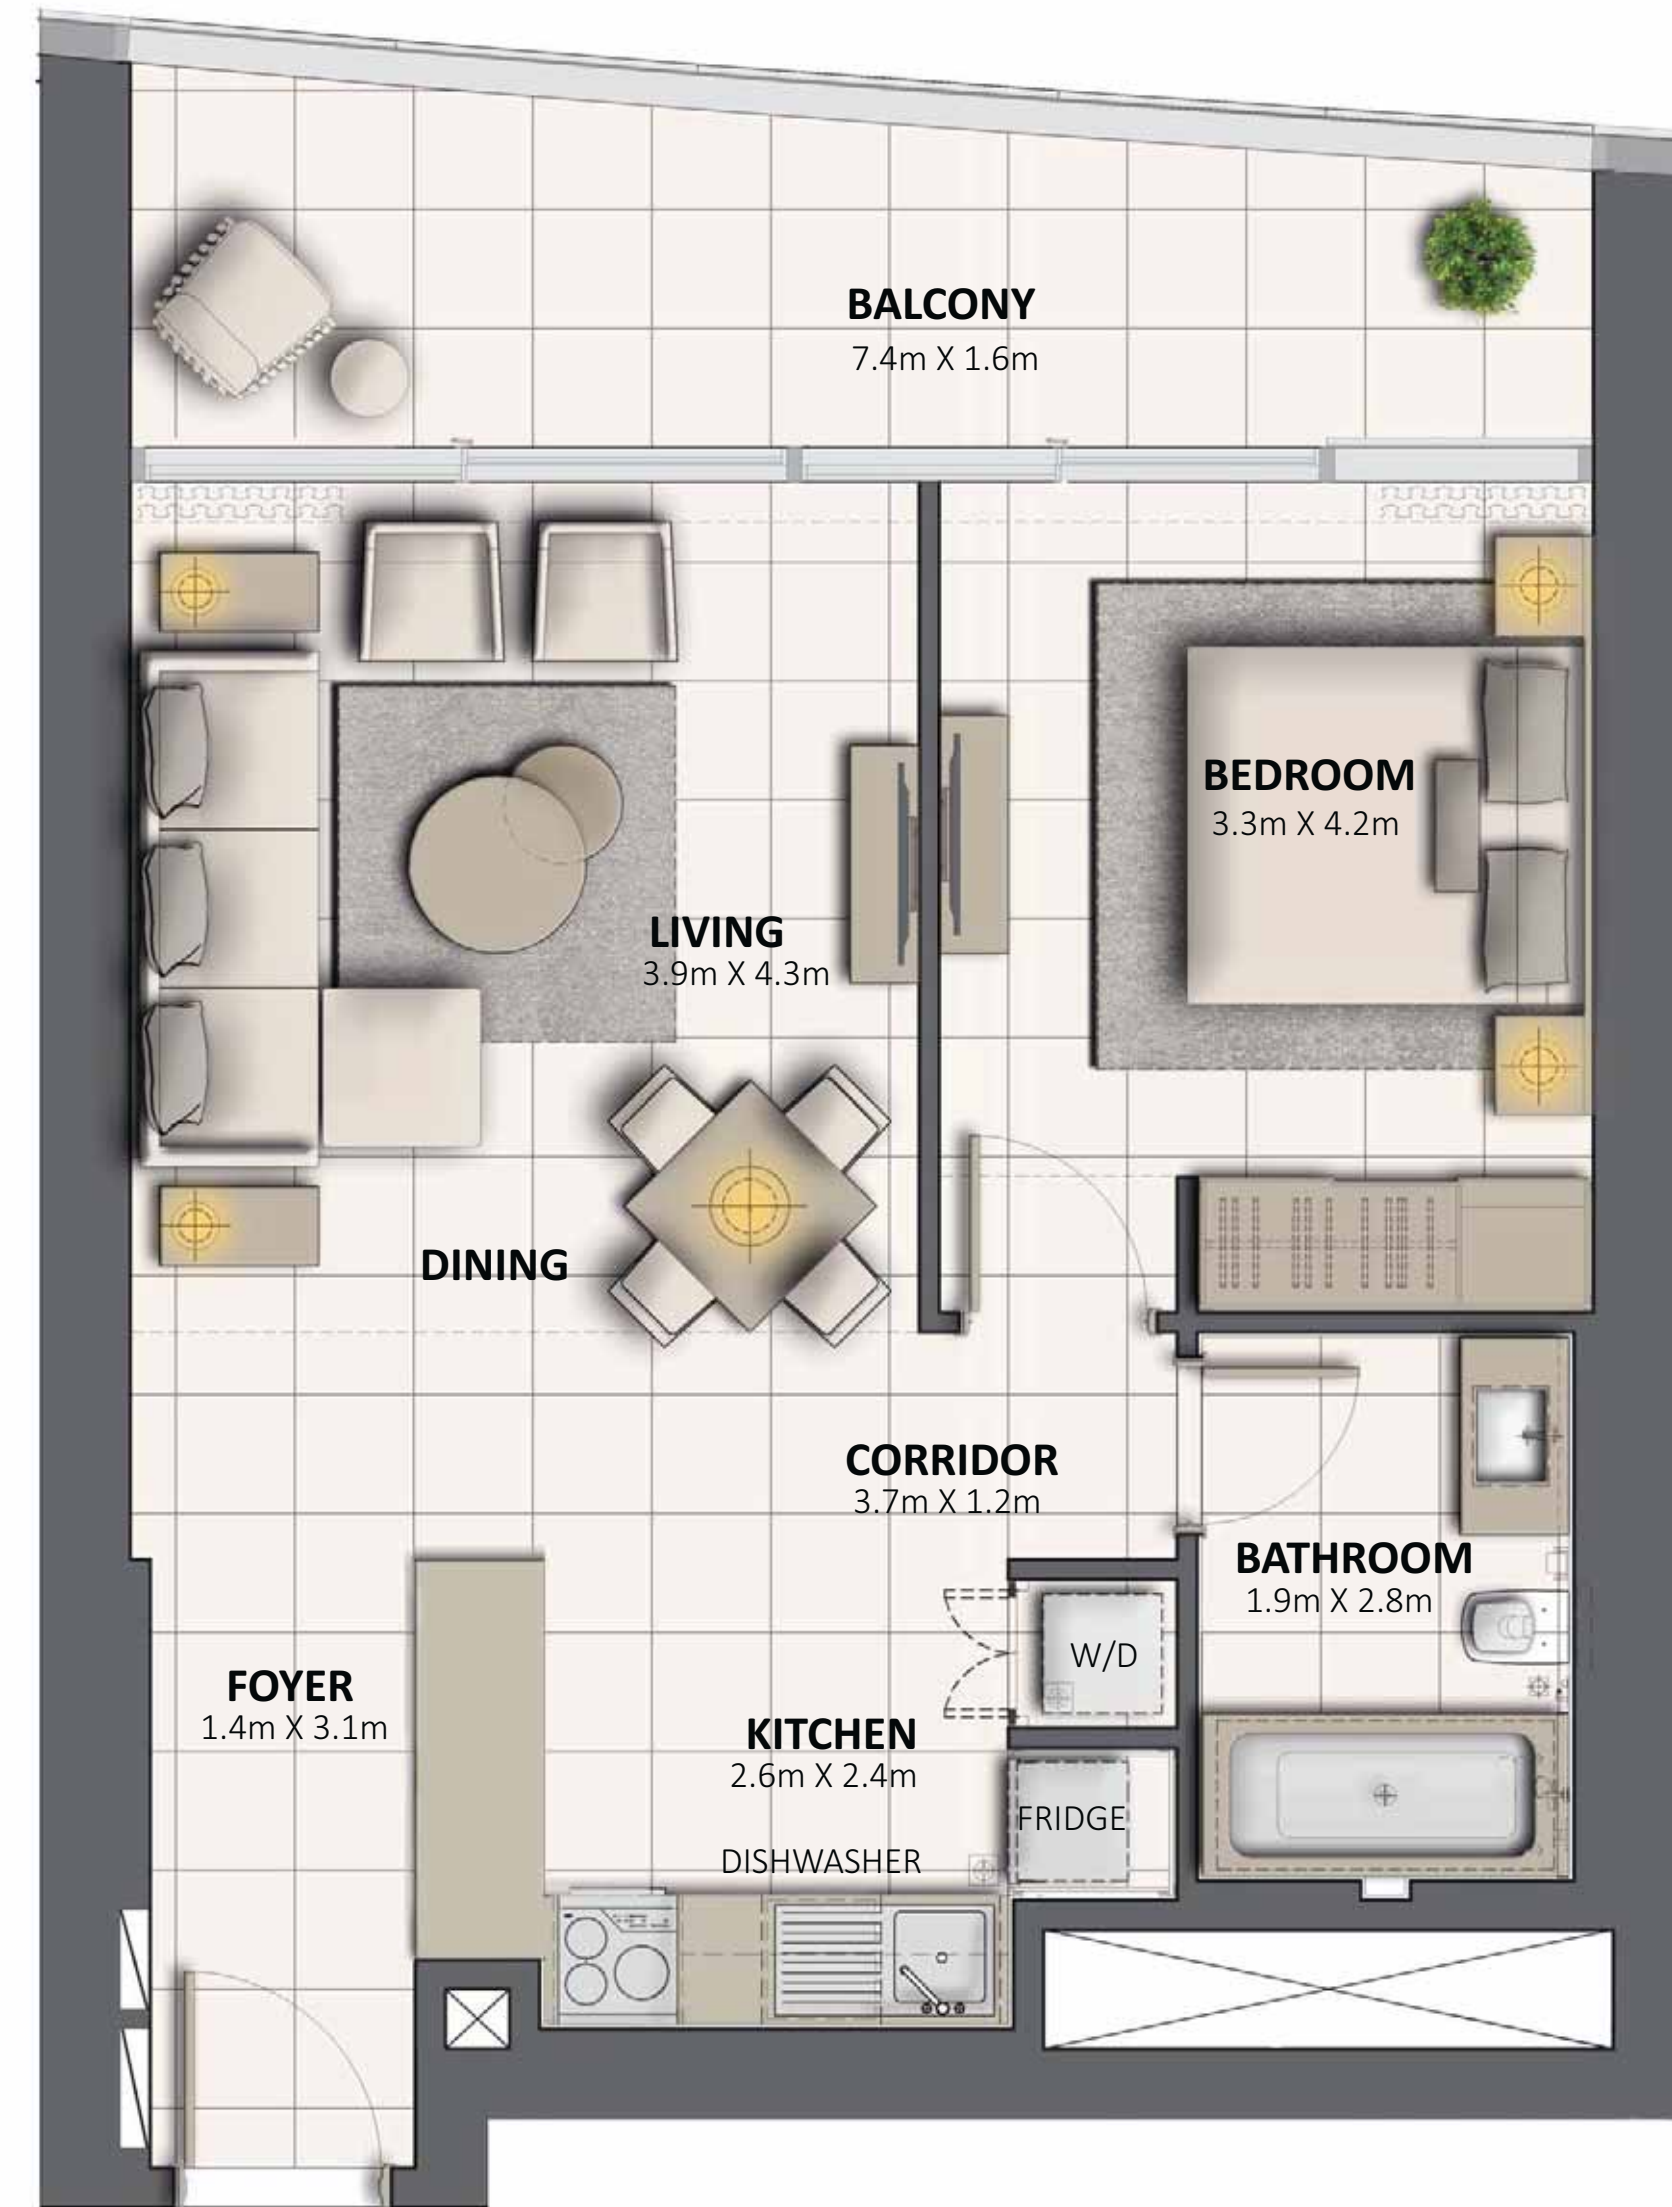 BALCONY
7.4m X 1.6m
BEDROOM
3.3m X 4.2m
LIVING
3.9m X 4.3m
DINING
CORRIDOR
3.7m X 1.2m
BATHROOM
1.9m X 2.8m
W/D
FOYER
1.4m X 3.1m
KITCHEN
2.6m X 2.4m
FRIDGE
DISHWASHER